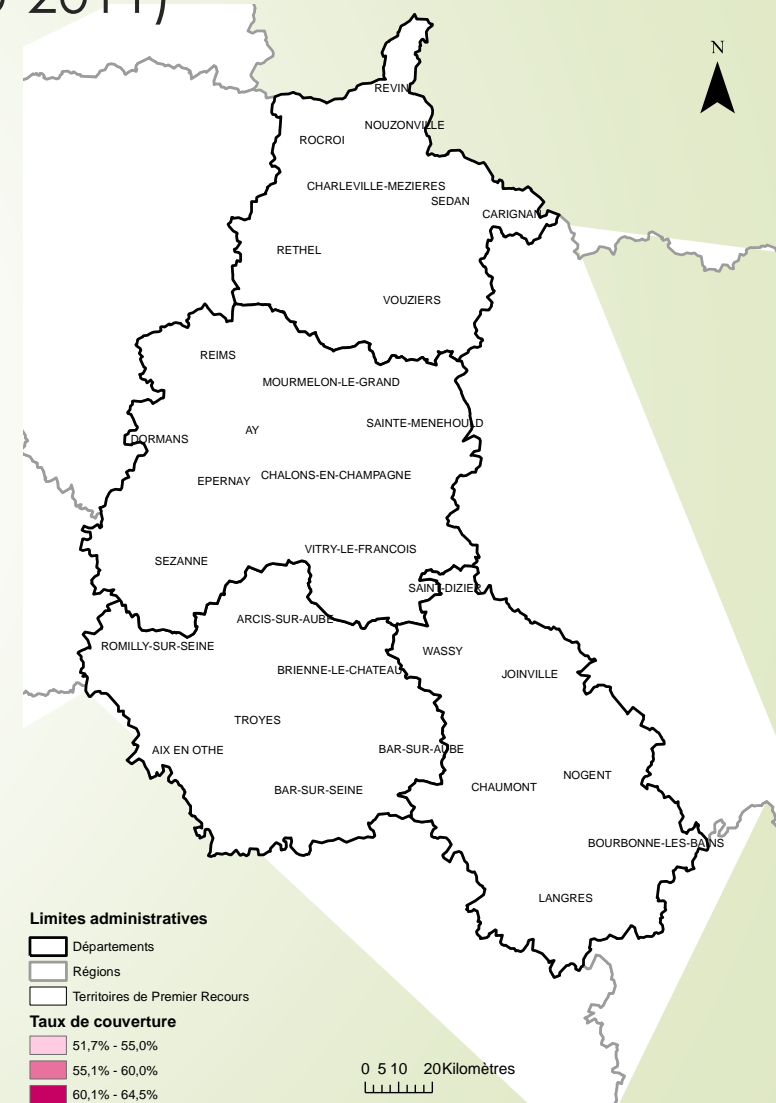 2011)
N
REVIN
NOUZONVILLE
ROCROI
CHARLEVILLE-MEZIERES
SEDAN
CARIGNAN
RETHEL
VOUZIERS
REIMS
MOURMELON-LE-GRAND
SAINTE-MENEHOULD
AY
DORMANS
CHALONS-EN-CHAMPAGNE
EPERNAY
VITRY-LE-FRANCOIS
SEZANNE
SAINT-DIZIER
ARCIS-SUR-AUBE
ROMILLY-SUR-SEINE
WASSY
BRIENNE-LE-CHATEAU
JOINVILLE
TROYES
AIX EN OTHE
BAR-SUR-AUBE
NOGENT
CHAUMONT
BAR-SUR-SEINE
BOURBONNE-LES-BAINS
LANGRES
Limites administratives
Départements
Régions
Territoires de Premier Recours
Taux de couverture
51,7% - 55,0%
55,1% - 60,0%
60,1% - 64,5%
0 5 10 20 Kilomètres